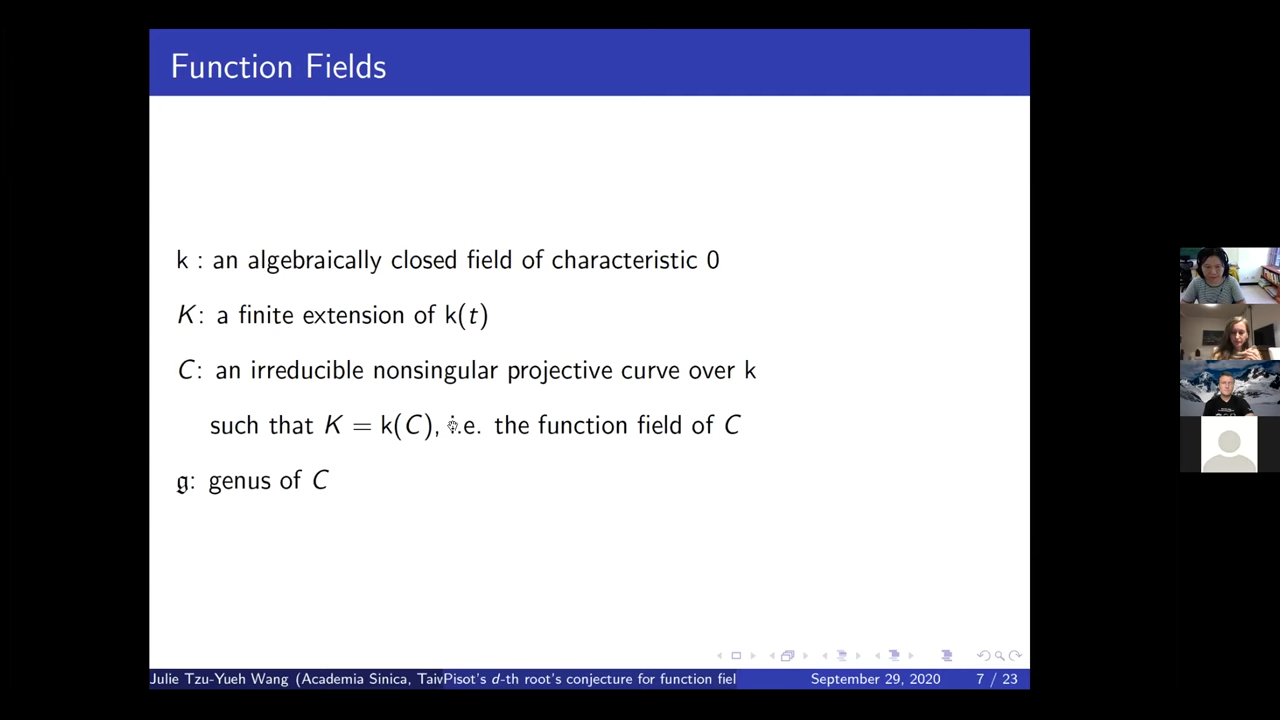 Function Fields
k : an algebraically closed field of characteristic 0
K: a finite extension of k(t)
C: an irreducible nonsingular projective curve over k
such that K = k(C), i.e. the function field of C
𝔤: genus of C
Julie Tzu-Yueh Wang (Academia Sinica, Taiv Pisot's d-th root's conjecture for function fiel September 29, 2020 7 / 23